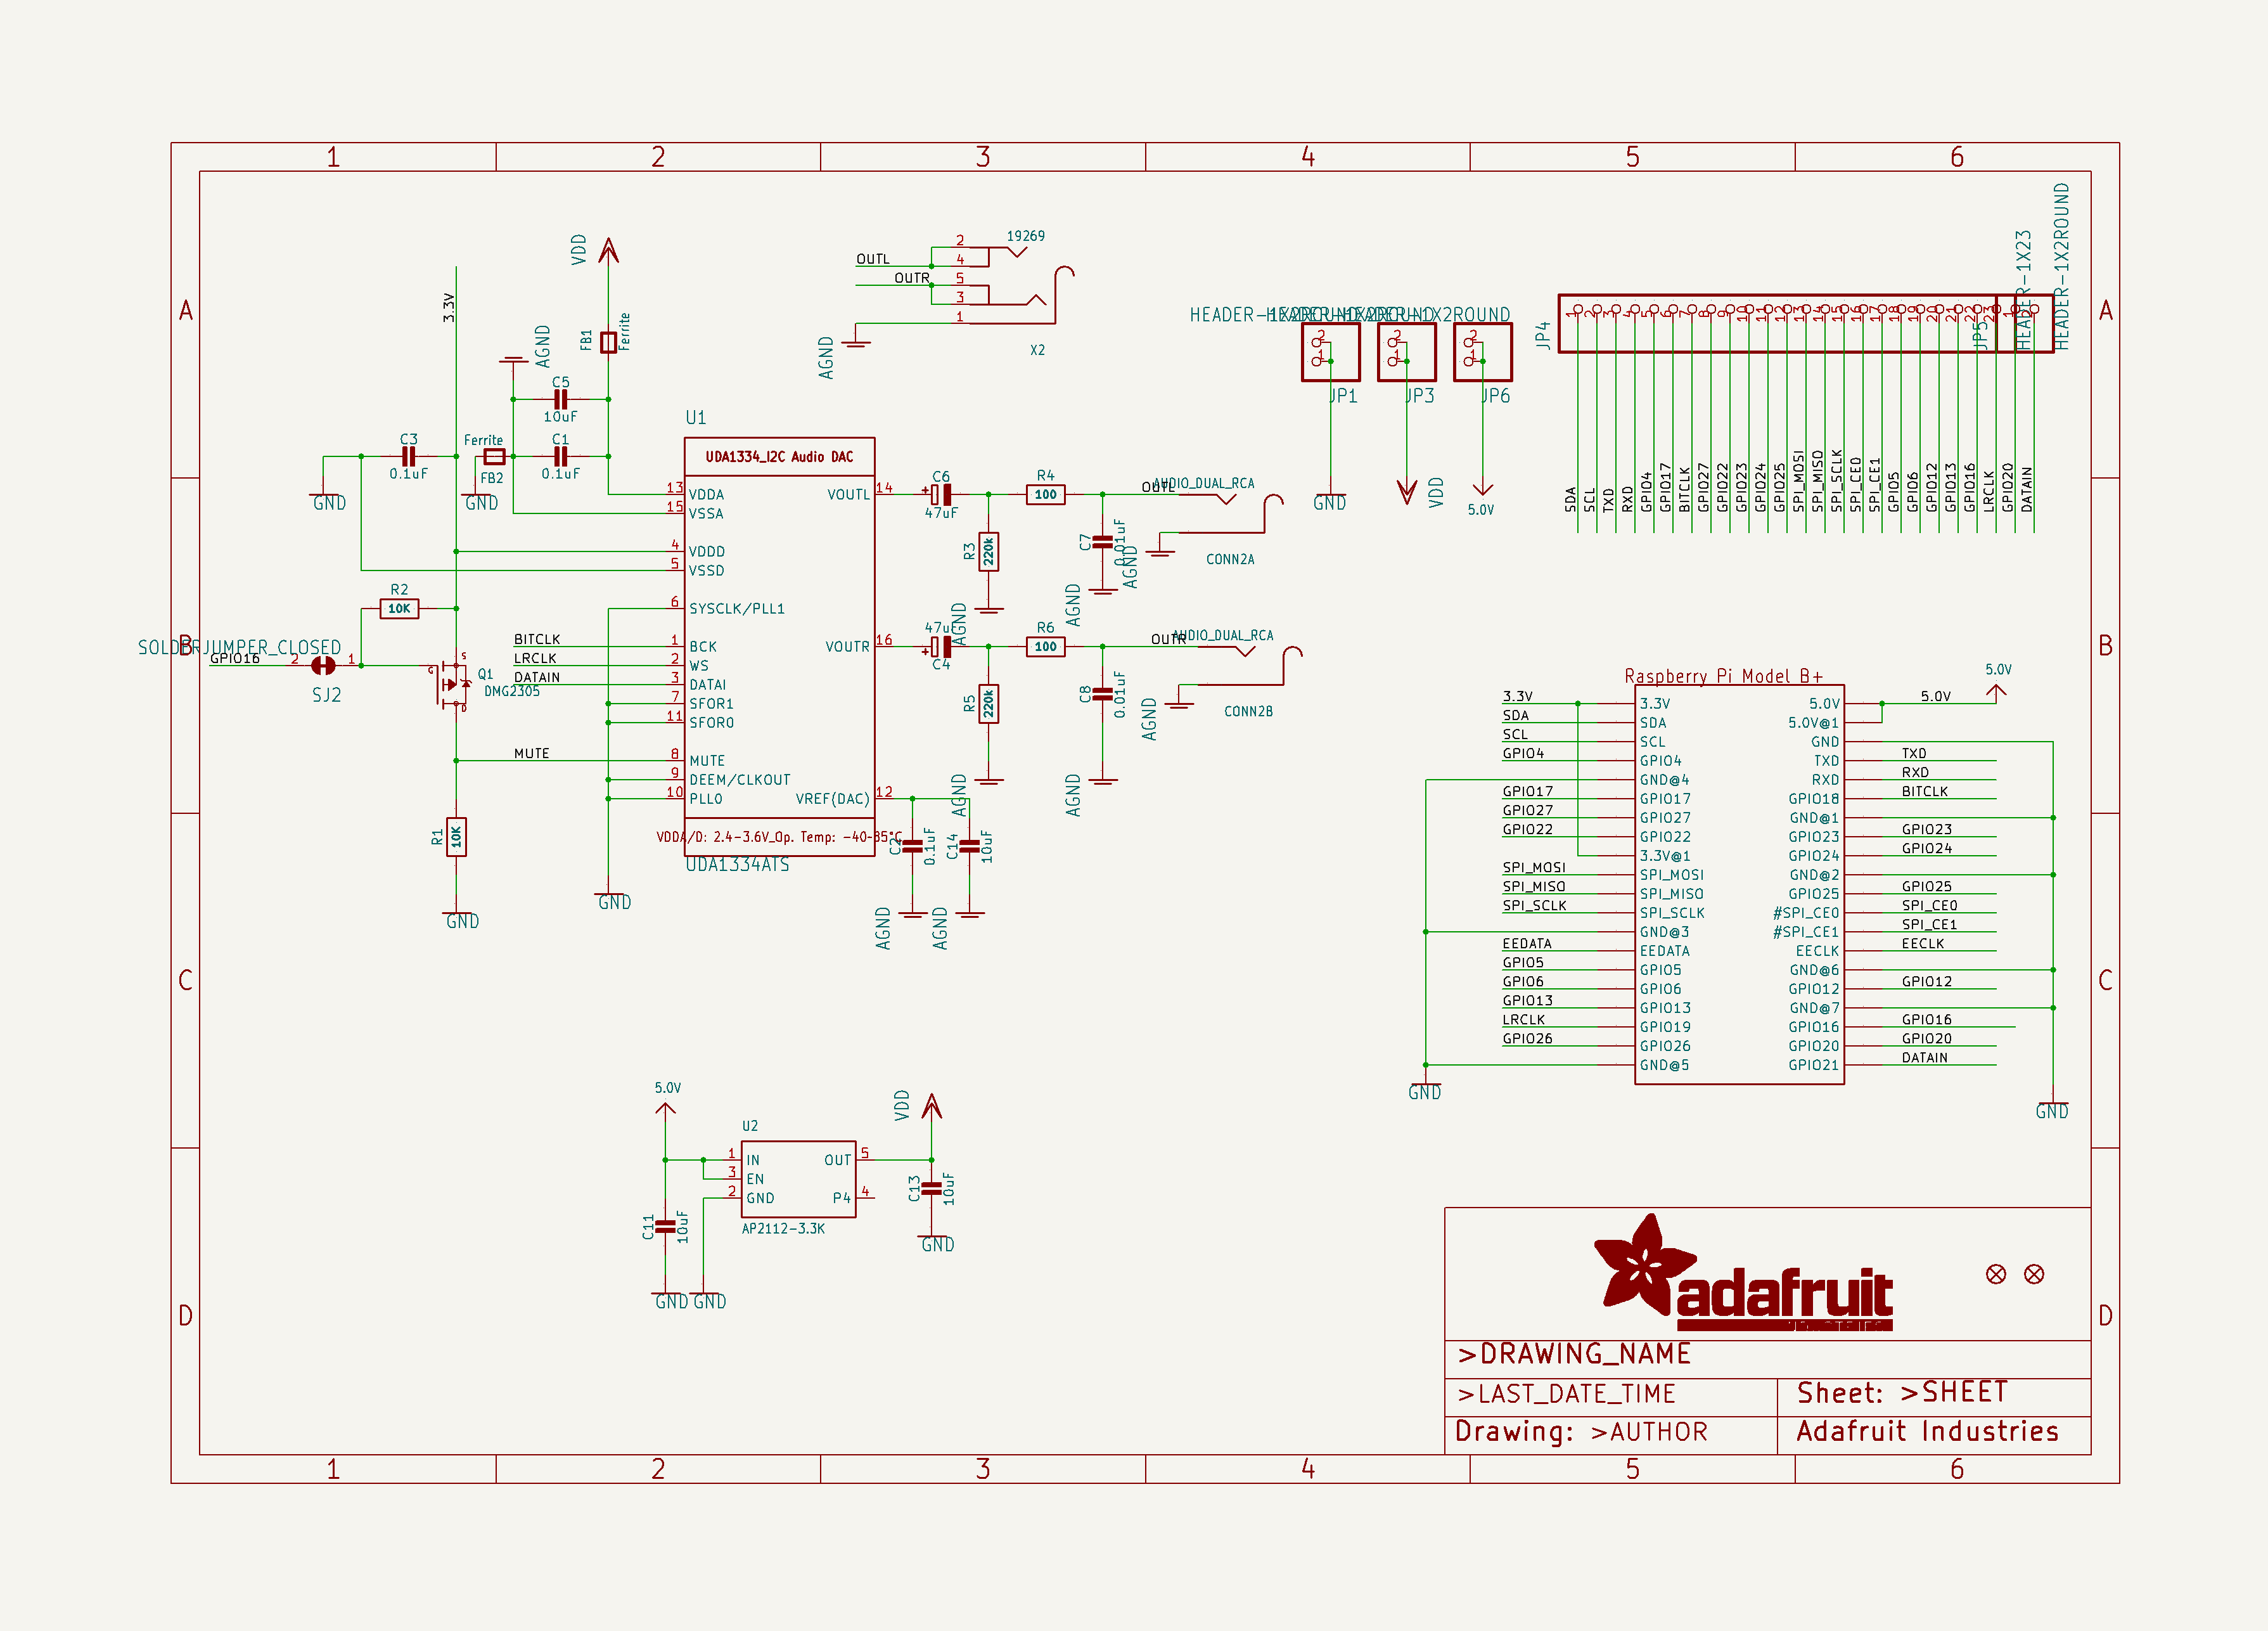 1 2 3 4 5 6
A
B
C
D
A
B
C
D
1 2 3 4 5 6
3.3V
VDD
FB1
Ferrite
AGND
C5
10uF
C3
0.1uF
Ferrite
FB2
C1
0.1uF
GND
GND
R2
10K
SOLDERJUMPER_CLOSED
GPIO16
2
1
SJ2
G
S
D
Q1
DMG2305
R1
10K
GND
BITCLK
LRCLK
DATAIN
MUTE
GND
U1
UDA1334_I2C Audio DAC
13 VDDA
15 VSSA
4 VDDD
5 VSSD
6 SYSCLK/PLL1
1 BCK
2 WS
3 DATAI
7 SFOR1
11 SFOR0
8 MUTE
9 DEEM/CLKOUT
10 PLL0
VOUTL 14
VOUTR 16
VREF(DAC) 12
VDDA/D: 2.4-3.6V_Op. Temp: -40-85°C
UDA1334ATS
OUTL
OUTR
2
4
5
3
1
19269
X2
AGND
C6
47uF
R4
100
R3
220k
AGND
C7
0.01uF
AGND
OUTL
AUDIO_DUAL_RCA
AGND
CONN2A
47uF
C4
R6
100
R5
220k
AGND
C8
0.01uF
AGND
OUTR
AUDIO_DUAL_RCA
AGND
CONN2B
C2
0.1uF
AGND
C14
10uF
AGND
HEADER-1X2ROUND
HEADER-1X2ROUND
HEADER-1X2ROUND
2
1
2
1
2
1
JP1
JP3
JP6
GND
VDD
5.0V
JP4
1 2 3 4 5 6 7 8 9 10 11 12 13 14 15 16 17 18 19 20 21 22 23
JP5
1 2
HEADER-1X23
HEADER-1X2ROUND
SDA
SCL
TXD
RXD
GPIO4
GPIO17
BITCLK
GPIO27
GPIO22
GPIO23
GPIO24
GPIO25
SPI_MOSI
SPI_MISO
SPI_SCLK
SPI_CE0
SPI_CE1
GPIO5
GPIO6
GPIO12
GPIO13
GPIO16
LRCLK
GPIO20
DATAIN
Raspberry Pi Model B+
5.0V
3.3V
SDA
SCL
GPIO4
GPIO17
GPIO27
GPIO22
SPI_MOSI
SPI_MISO
SPI_SCLK
EEDATA
GPIO5
GPIO6
GPIO13
LRCLK
GPIO26
GND
3.3V
SDA
SCL
GPIO4
GND@4
GPIO17
GPIO27
GPIO22
3.3V@1
SPI_MOSI
SPI_MISO
SPI_SCLK
GND@3
EEDATA
GPIO5
GPIO6
GPIO13
GPIO19
GPIO26
GND@5
5.0V
5.0V@1
GND
TXD
RXD
GPIO18
GND@1
GPIO23
GPIO24
GND@2
GPIO25
#SPI_CE0
#SPI_CE1
EECLK
GND@6
GPIO12
GND@7
GPIO16
GPIO20
GPIO21
5.0V
TXD
RXD
BITCLK
GPIO23
GPIO24
GPIO25
SPI_CE0
SPI_CE1
EECLK
GPIO12
GPIO16
GPIO20
DATAIN
GND
5.0V
VDD
U2
1 IN
3 EN
2 GND
OUT 5
P4 4
AP2112-3.3K
C11
10uF
C13
10uF
GND
GND GND
adafruit
>DRAWING_NAME
>LAST_DATE_TIME
Sheet: >SHEET
Drawing: >AUTHOR
Adafruit Industries